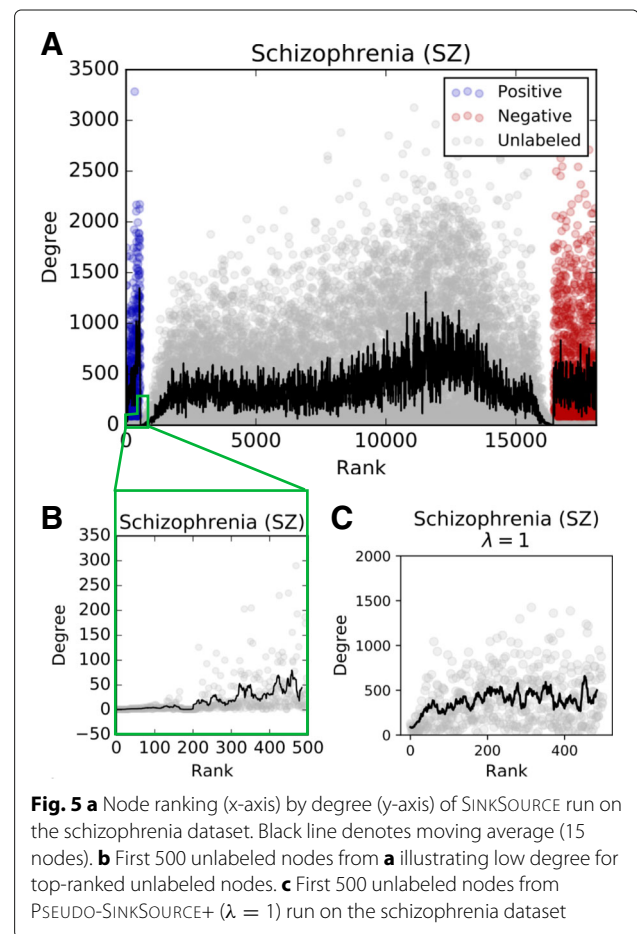 A
Schizophrenia (SZ)
3500
3000
2500
2000
1500
1000
500
0
Degree
Positive
Negative
Unlabeled
0 5000 10000 15000
Rank
B
Schizophrenia (SZ)
350
300
250
200
150
100
50
0
−50
Degree
0 100 200 300 400 500
Rank
C
Schizophrenia (SZ)
λ = 1
2000
1500
1000
500
0
Degree
0 200 400
Rank
Fig. 5 a Node ranking (x-axis) by degree (y-axis) of SINKSOURCE run on
the schizophrenia dataset. Black line denotes moving average (15
nodes). b First 500 unlabeled nodes from a illustrating low degree for
top-ranked unlabeled nodes. c First 500 unlabeled nodes from
PSEUDO-SINKSOURCE+ (λ = 1) run on the schizophrenia dataset